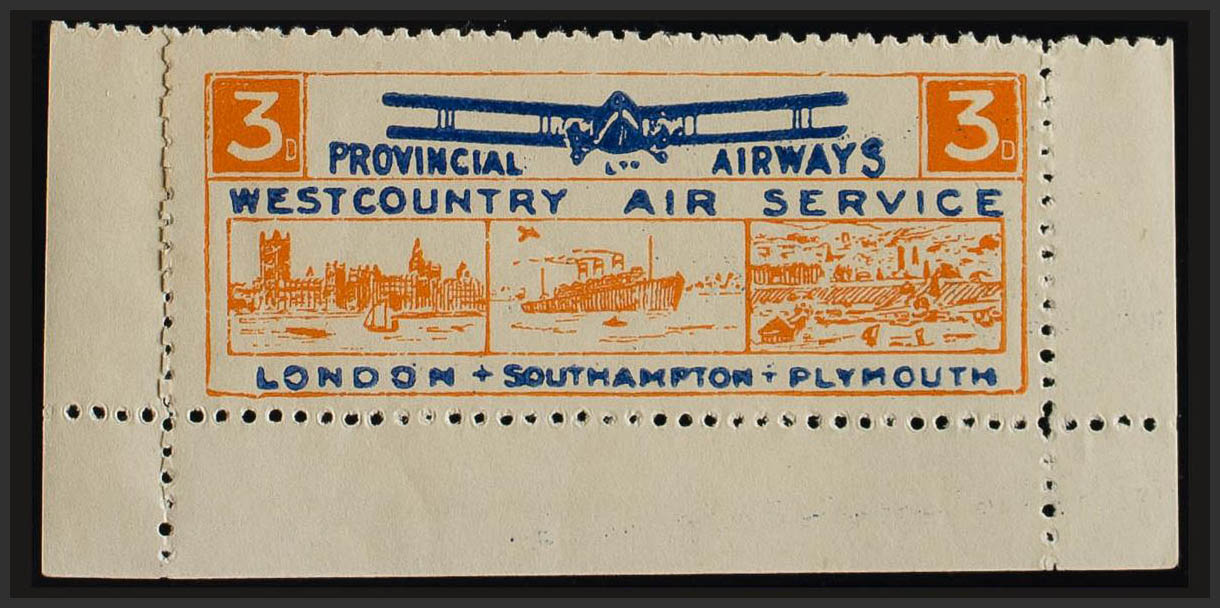 3D 3D
PROVINCIAL LTD AIRWAYS
WESTCOUNTRY AIR SERVICE
LONDON + SOUTHAMPTON + PLYMOUTH